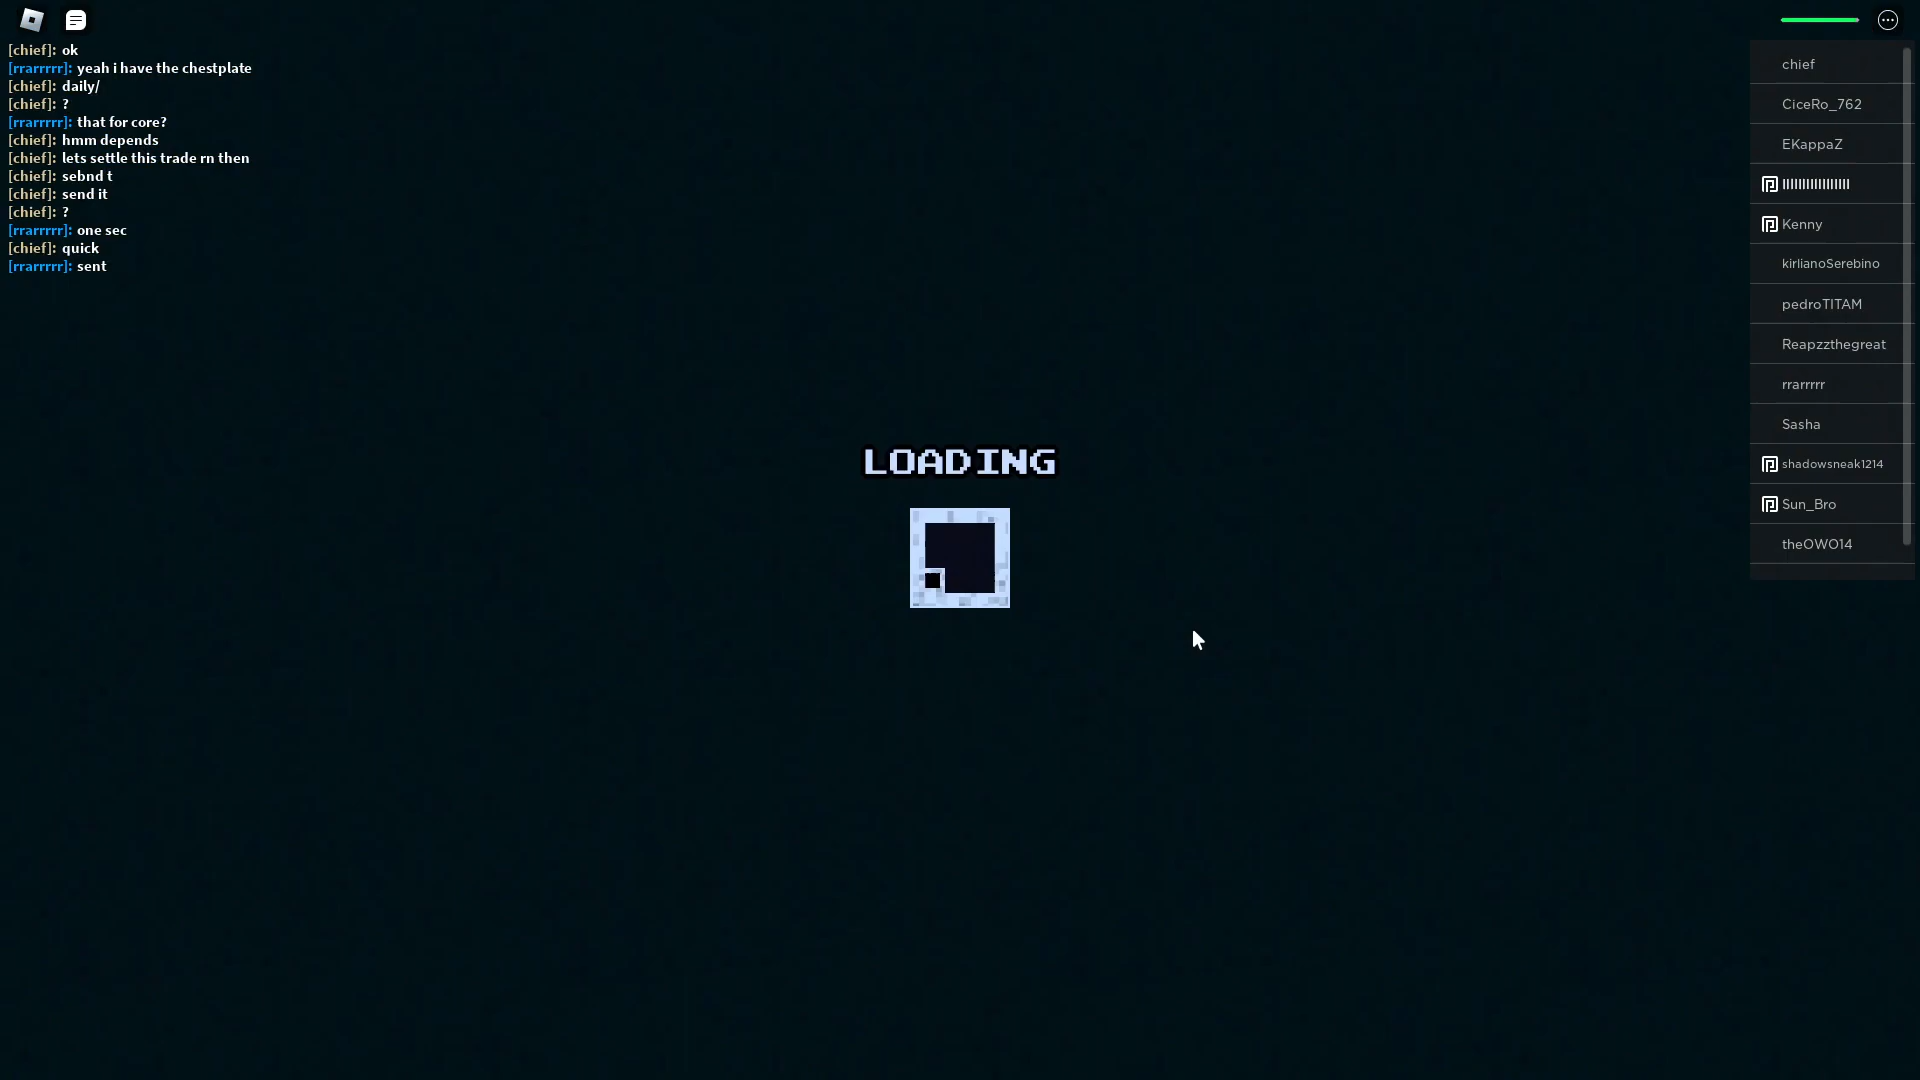 [chief]: ok
[rrarrrrr]: yeah i have the chestplate
[chief]: daily/
[chief]: ?
[rrarrrrr]: that for core?
[chief]: hmm depends
[chief]: lets settle this trade rn then
[chief]: sebnd t
[chief]: send it
[chief]: ?
[rrarrrrr]: one sec
[chief]: quick
[rrarrrrr]: sent
LOADING
chief
CiceRo_762
EKappaZ
Kenny
kirlianoSerebino
pedroTITAM
Reapzzthegreat
rrarrrrr
Sasha
shadowsneak1214
Sun_Bro
theOWO14